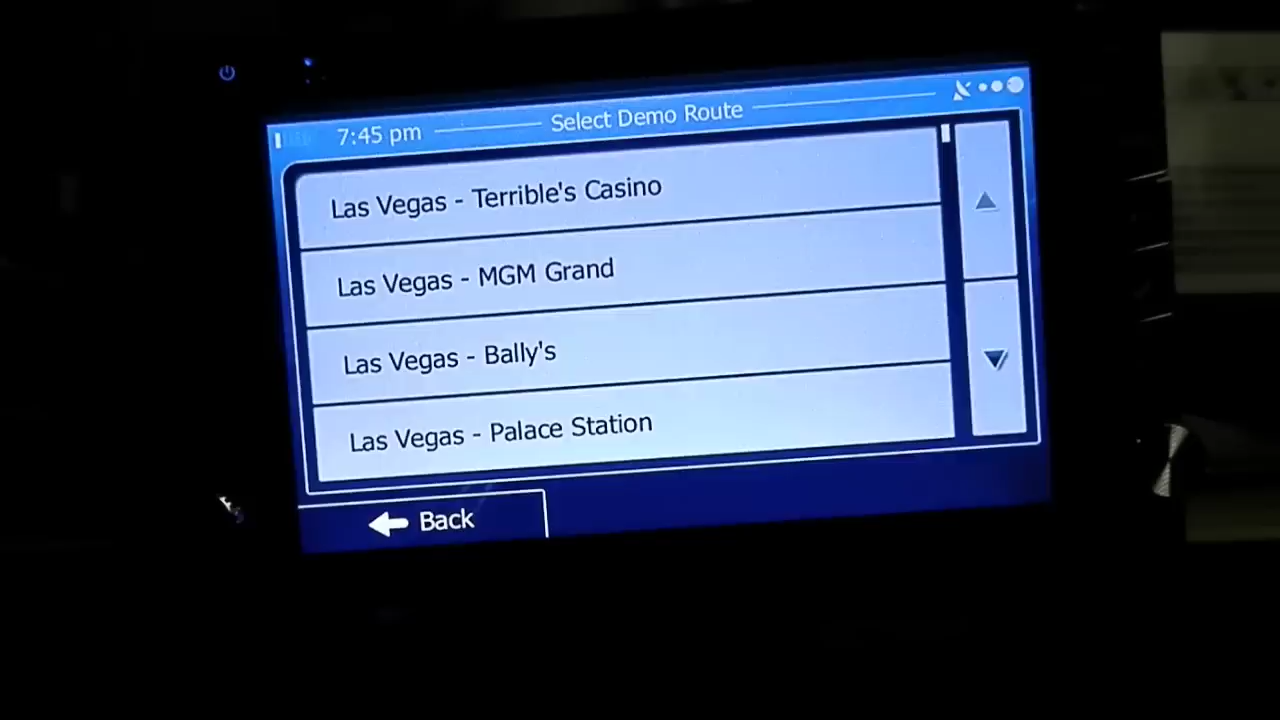 7:45 pm
Select Demo Route
Las Vegas - Terrible's Casino
Las Vegas - MGM Grand
Las Vegas - Bally's
Las Vegas - Palace Station
Back